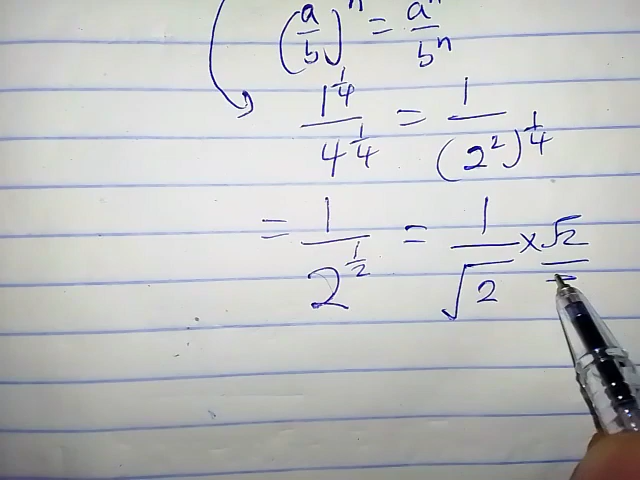 (a/b)^n = a^n/b^n
1^(1/4)/4^(1/4) = 1/(2^2)^(1/4)
= 1/2^(1/2) = 1/√2 × √2/